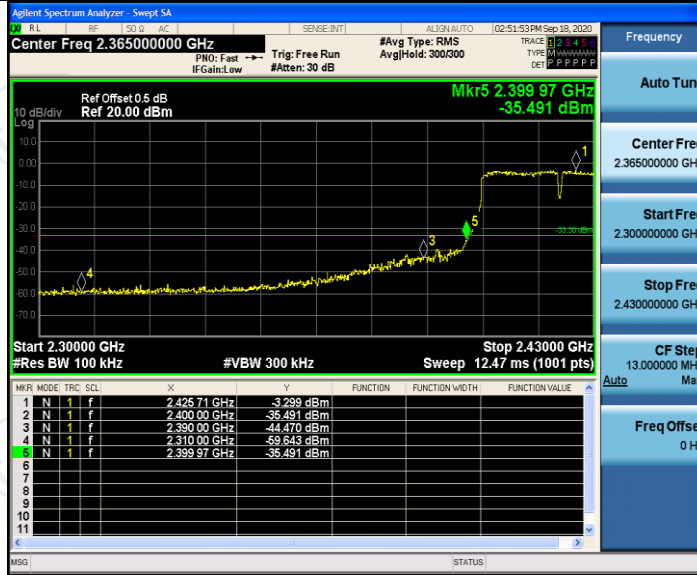 Agilent Spectrum Analyzer - Swept SA
RL RF 50 Ω AC SENSE:INT ALIGN AUTO 02:51:53 PM Sep 18, 2020
Center Freq 2.365000000 GHz
PNO: Fast
IFGain:Low
Trig: Free Run
#Atten: 30 dB
#Avg Type: RMS
Avg|Hold: 300/300
TRACE 1 2 3 4 5 6
TYPE M
DET P P P P P P
Mkr5 2.399 97 GHz
-35.491 dBm
Ref Offset 0.5 dB
10 dB/div Ref 20.00 dBm
Log
10.0
0.00
-10.0
-20.0
-30.0
-40.0
-50.0
-60.0
-70.0
1
5
3
4
-33.30 dBm
Start 2.30000 GHz Stop 2.43000 GHz
#Res BW 100 kHz #VBW 300 kHz Sweep 12.47 ms (1001 pts)
MKR MODE TRC SCL X Y FUNCTION FUNCTION WIDTH FUNCTION VALUE
1 N 1 f 2.425 71 GHz -3.299 dBm
2 N 1 f 2.400 00 GHz -35.491 dBm
3 N 1 f 2.390 00 GHz -44.470 dBm
4 N 1 f 2.310 00 GHz -59.643 dBm
5 N 1 f 2.399 97 GHz -35.491 dBm
6
7
8
9
10
11
MSG STATUS
Frequency
Auto Tun
Center Fre
2.365000000 GH
Start Fre
2.300000000 GH
Stop Fre
2.430000000 GH
CF Ste
13.000000 MH
Auto Ma
Freq Offse
0 H